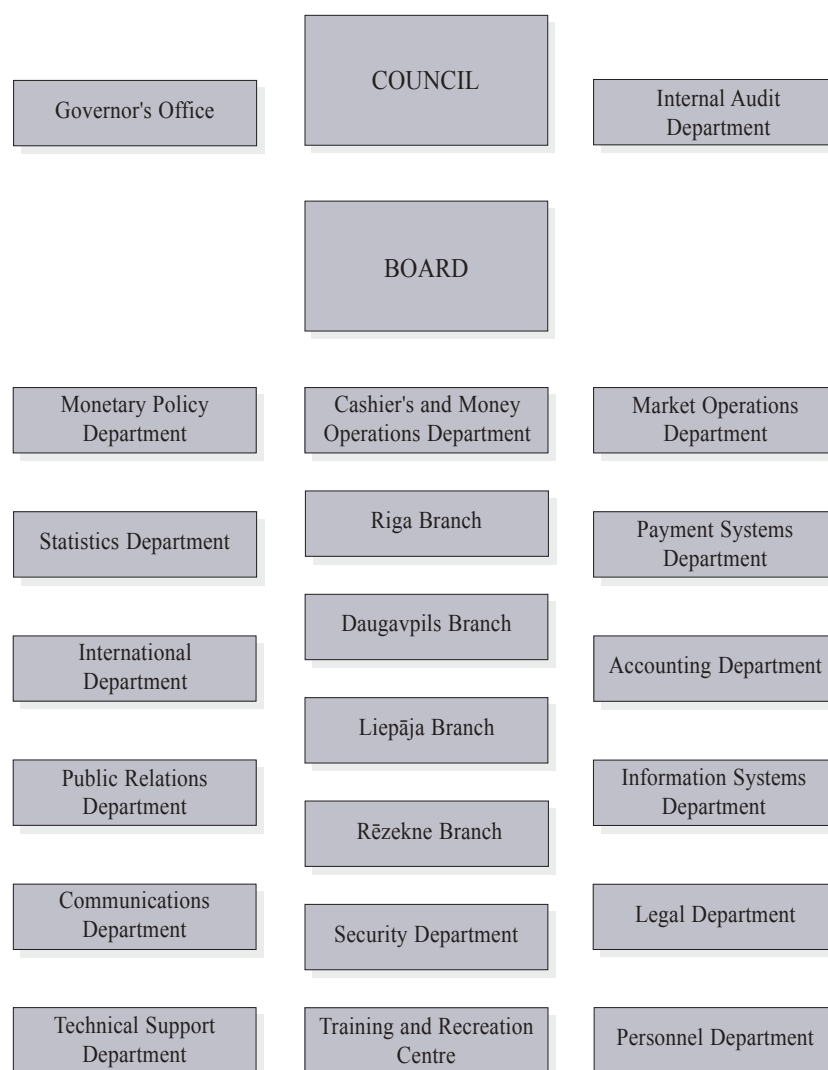 COUNCIL
Governor's Office
Internal Audit
Department
BOARD
Monetary Policy
Department
Cashier's and Money
Operations Department
Market Operations
Department
Statistics Department
Riga Branch
Payment Systems
Department
Daugavpils Branch
International
Department
Accounting Department
Liepāja Branch
Public Relations
Department
Information Systems
Department
Rēzekne Branch
Communications
Department
Security Department
Legal Department
Technical Support
Department
Training and Recreation
Centre
Personnel Department